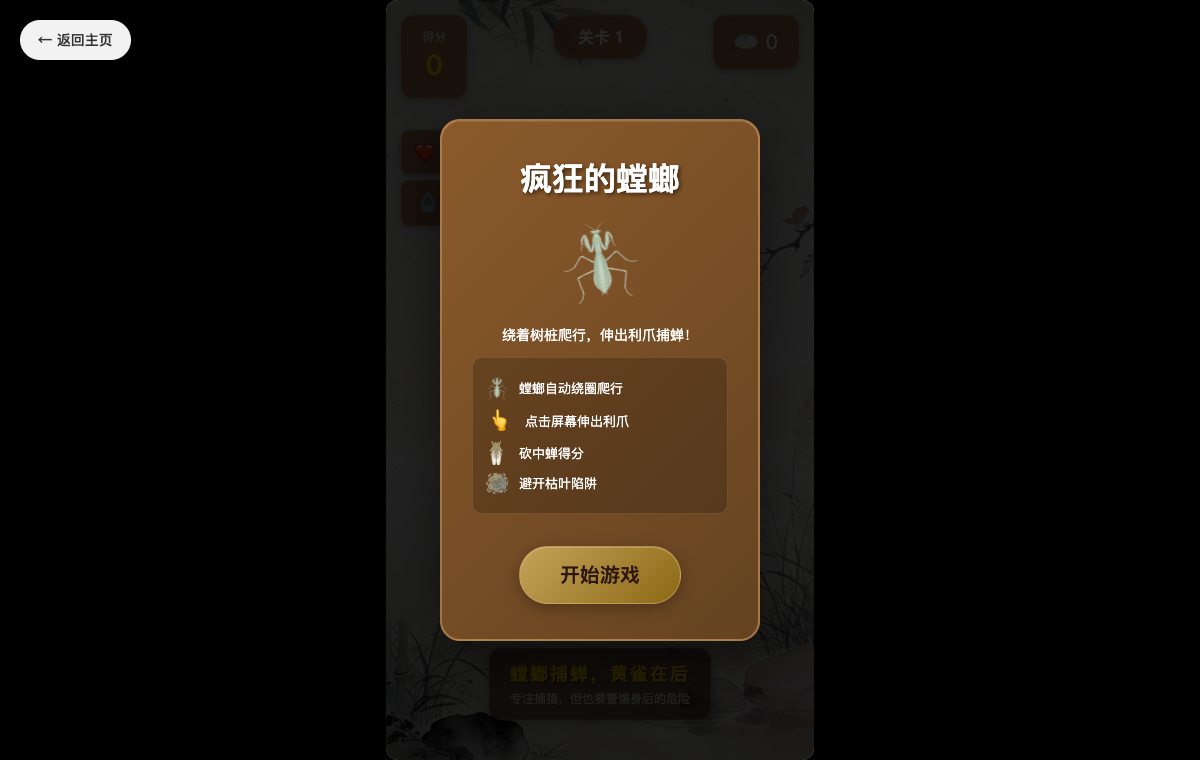 ← 返回主页
得分
0
关卡 1
0
疯狂的螳螂
绕着树桩爬行，伸出利爪捕蝉！
螳螂自动绕圈爬行
点击屏幕伸出利爪
砍中蝉得分
避开枯叶陷阱
开始游戏
螳螂捕蝉，黄雀在后
专注捕猎，但也要警惕身后的危险